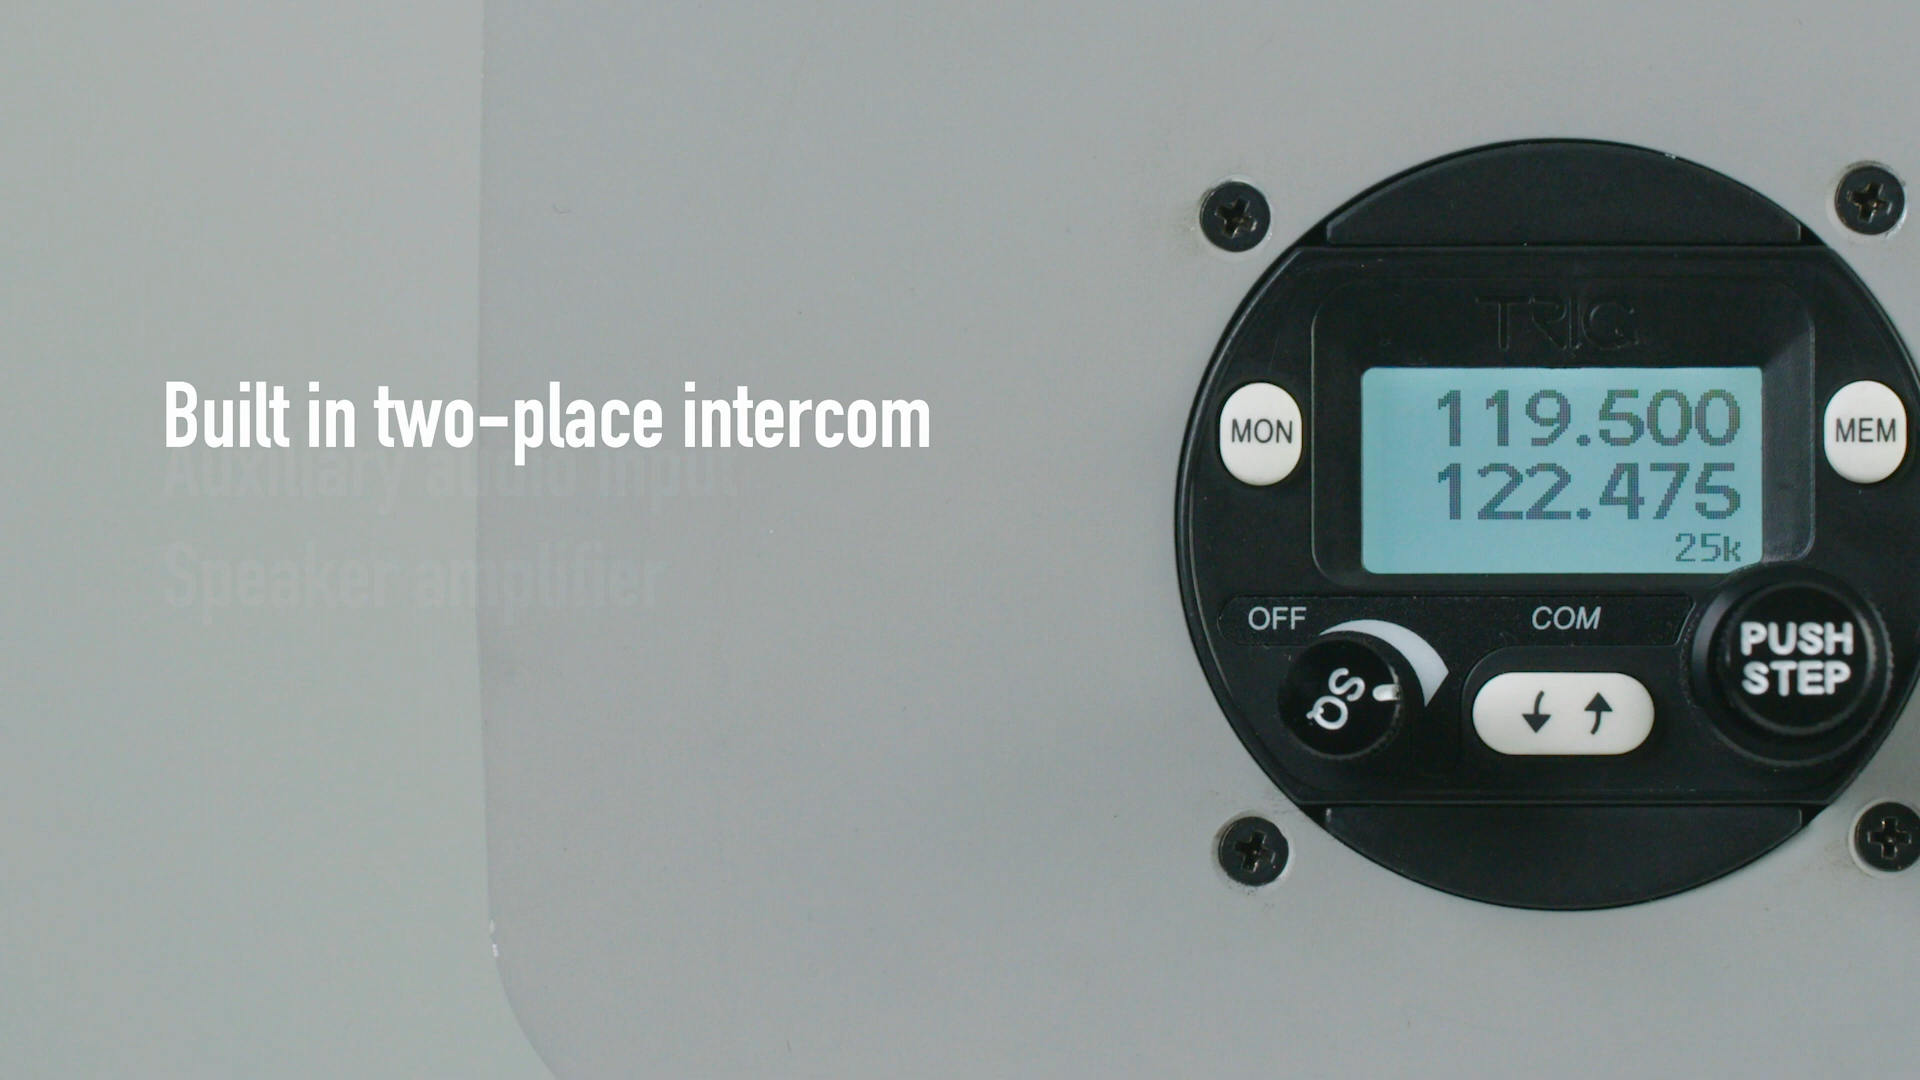 Built in two-place intercom
Auxiliary audio input
Speaker amplifier
TRIG
MON
119.500
122.475
25k
MEM
OFF
COM
SQ
PUSH
STEP